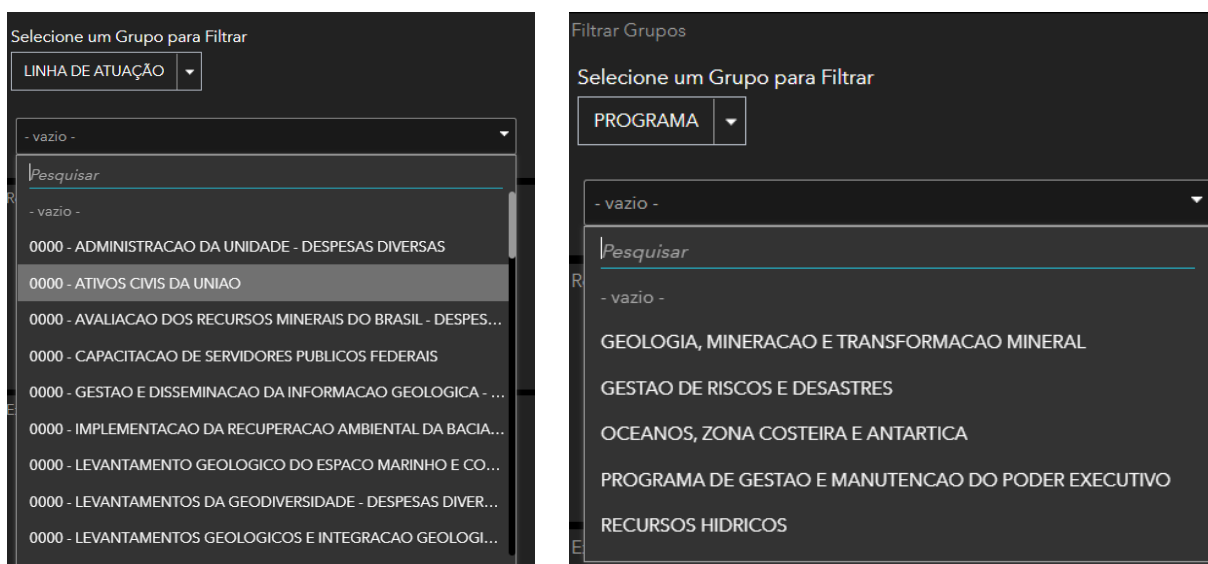 Selecione um Grupo para Filtrar
LINHA DE ATUAÇÃO
- vazio -
Pesquisar
- vazio -
0000 - ADMINISTRACAO DA UNIDADE - DESPESAS DIVERSAS
0000 - ATIVOS CIVIS DA UNIAO
0000 - AVALIACAO DOS RECURSOS MINERAIS DO BRASIL - DESPES...
0000 - CAPACITACAO DE SERVIDORES PUBLICOS FEDERAIS
0000 - GESTAO E DISSEMINACAO DA INFORMACAO GEOLOGICA - ...
0000 - IMPLEMENTACAO DA RECUPERACAO AMBIENTAL DA BACIA...
0000 - LEVANTAMENTO GEOLOGICO DO ESPACO MARINHO E CO...
0000 - LEVANTAMENTOS DA GEODIVERSIDADE - DESPESAS DIVER...
0000 - LEVANTAMENTOS GEOLOGICOS E INTEGRACAO GEOLOGI...
Filtrar Grupos
Selecione um Grupo para Filtrar
PROGRAMA
- vazio -
Pesquisar
- vazio -
GEOLOGIA, MINERACAO E TRANSFORMACAO MINERAL
GESTAO DE RISCOS E DESASTRES
OCEANOS, ZONA COSTEIRA E ANTARTICA
PROGRAMA DE GESTAO E MANUTENCAO DO PODER EXECUTIVO
RECURSOS HIDRICOS